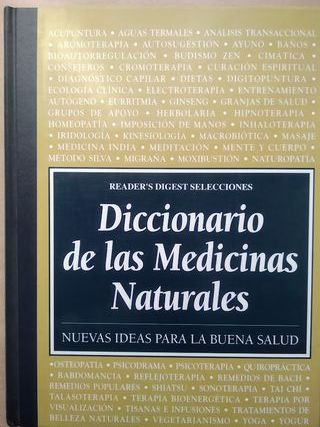 ACUPUNTURA • AGUAS TERMALES • ANÁLISIS TRANSACCIONAL
• AROMOTERAPIA • AUTOSUGESTIÓN • AYUNO • BAÑOS •
BIOAUTORREGULACIÓN • BUDISMO ZEN • CIMÁTICA •
CONSEJEROS • CROMOTERAPIA • CURACIÓN ESPIRITUAL
• DIAGNÓSTICO CAPILAR • DIETAS • DIGITOPUNTURA •
ECOLOGÍA CLÍNICA • ELECTROTERAPIA • ENTRENAMIENTO
AUTÓGENO • EURRITMIA • GINSENG • GRANJAS DE SALUD •
GRUPOS DE APOYO • HERBOLARIA • HIPNOTERAPIA •
HOMEOPATÍA • IMPOSICIÓN DE MANOS • INHALOTERAPIA
• IRIDOLOGÍA • KINESIOLOGÍA • MACROBIÓTICA • MASAJE •
MEDICINA INDIA • MEDITACIÓN • MENTE Y CUERPO •
MÉTODO SILVA • MIGRAÑA • MOXIBUSTIÓN • NATUROPATÍA
READER'S DIGEST SELECCIONES
Diccionario
de las Medicinas
Naturales
NUEVAS IDEAS PARA LA BUENA SALUD
• OSTEOPATÍA • PSICODRAMA • PSICOTERAPIA • QUIROPRÁCTICA
• RABDOMANCIA • REFLEJOTERAPIA • REMEDIOS DE BACH •
REMEDIOS POPULARES • SHIATSU • SONOTERAPIA • TAI CHI •
TALASOTERAPIA • TERAPIA BIOENERGÉTICA • TERAPIA POR
VISUALIZACIÓN • TISANAS E INFUSIONES • TRATAMIENTOS DE
BELLEZA NATURALES • VEGETARIANISMO • YOGA • YOGUR